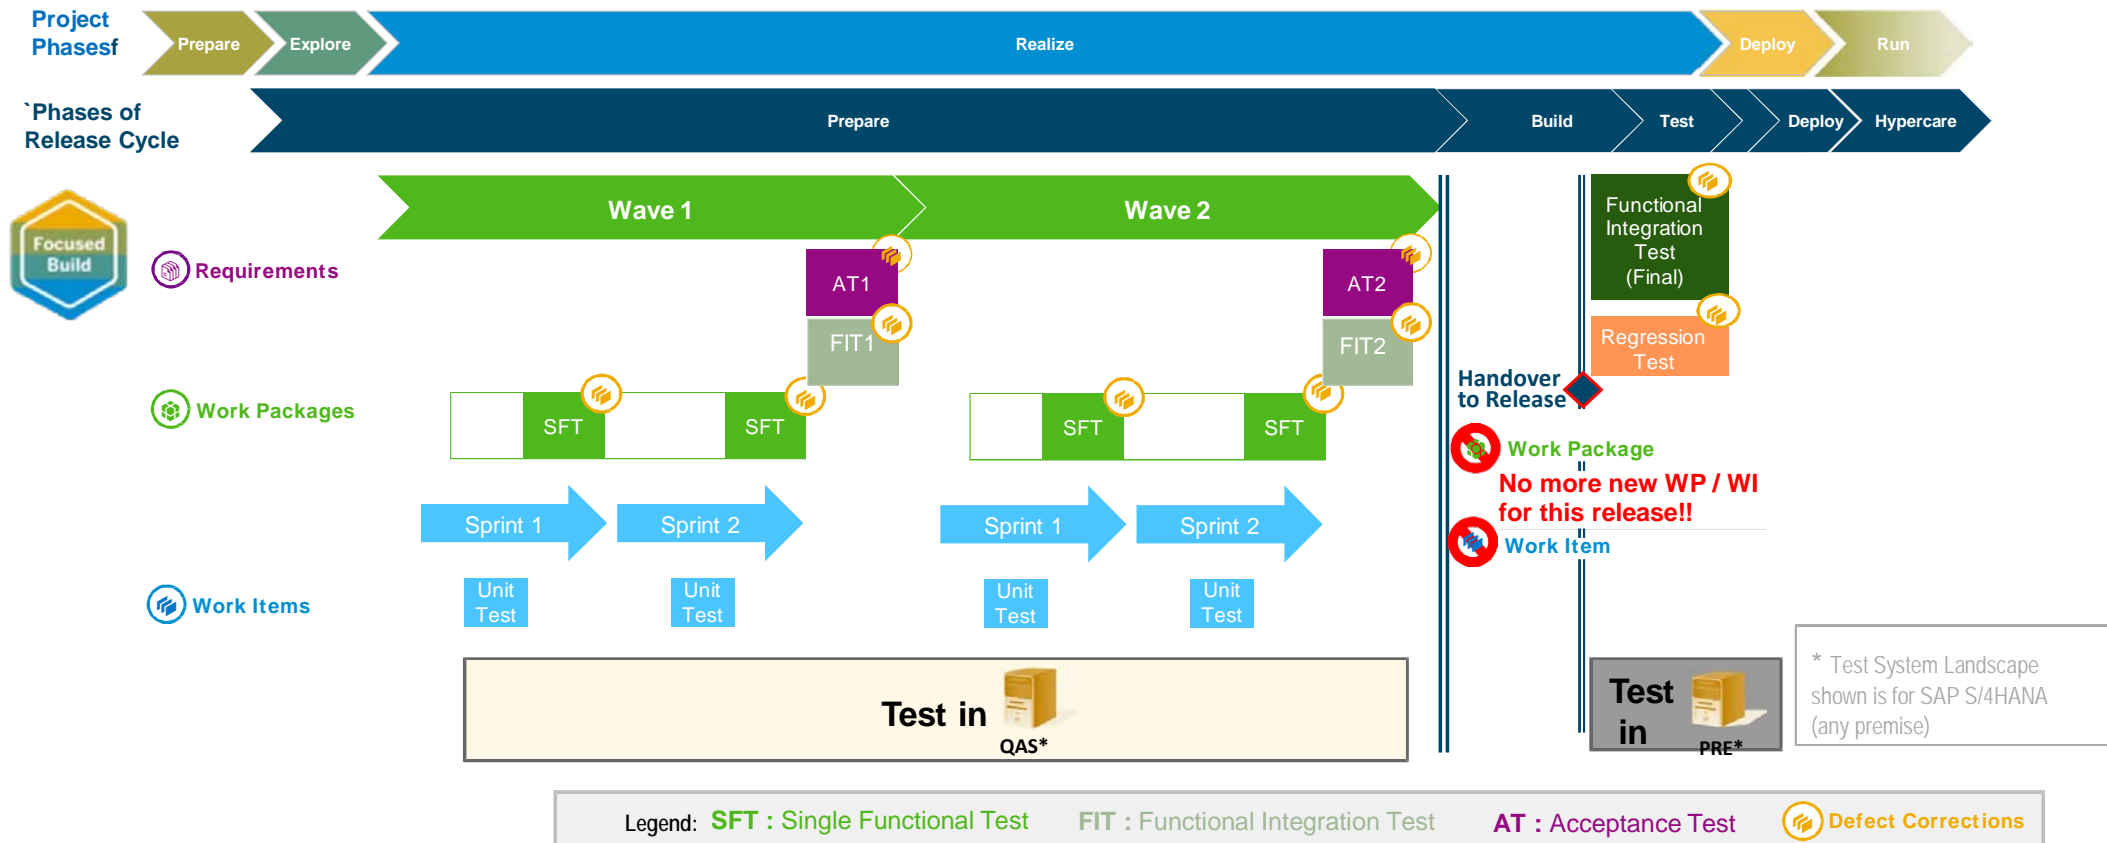 Project
Phasesf
Prepare
Explore
Realize
Deploy
Run
`Phases of
Release Cycle
Prepare
Build
Test
Deploy
Hypercare
Focused
Build
Wave 1
Wave 2
Functional
Integration
Test
(Final)
Requirements
AT1
AT2
FIT1
FIT2
Regression
Test
Handover
to Release
Work Packages
SFT
SFT
SFT
SFT
Work Package
No more new WP / WI
for this release!!
Work Item
Sprint 1
Sprint 2
Sprint 1
Sprint 2
Work Items
Unit
Test
Unit
Test
Unit
Test
Unit
Test
Test in
QAS*
Test
in
PRE*
* Test System Landscape
shown is for SAP S/4HANA
(any premise)
Legend: SFT : Single Functional Test FIT : Functional Integration Test AT : Acceptance Test Defect Corrections